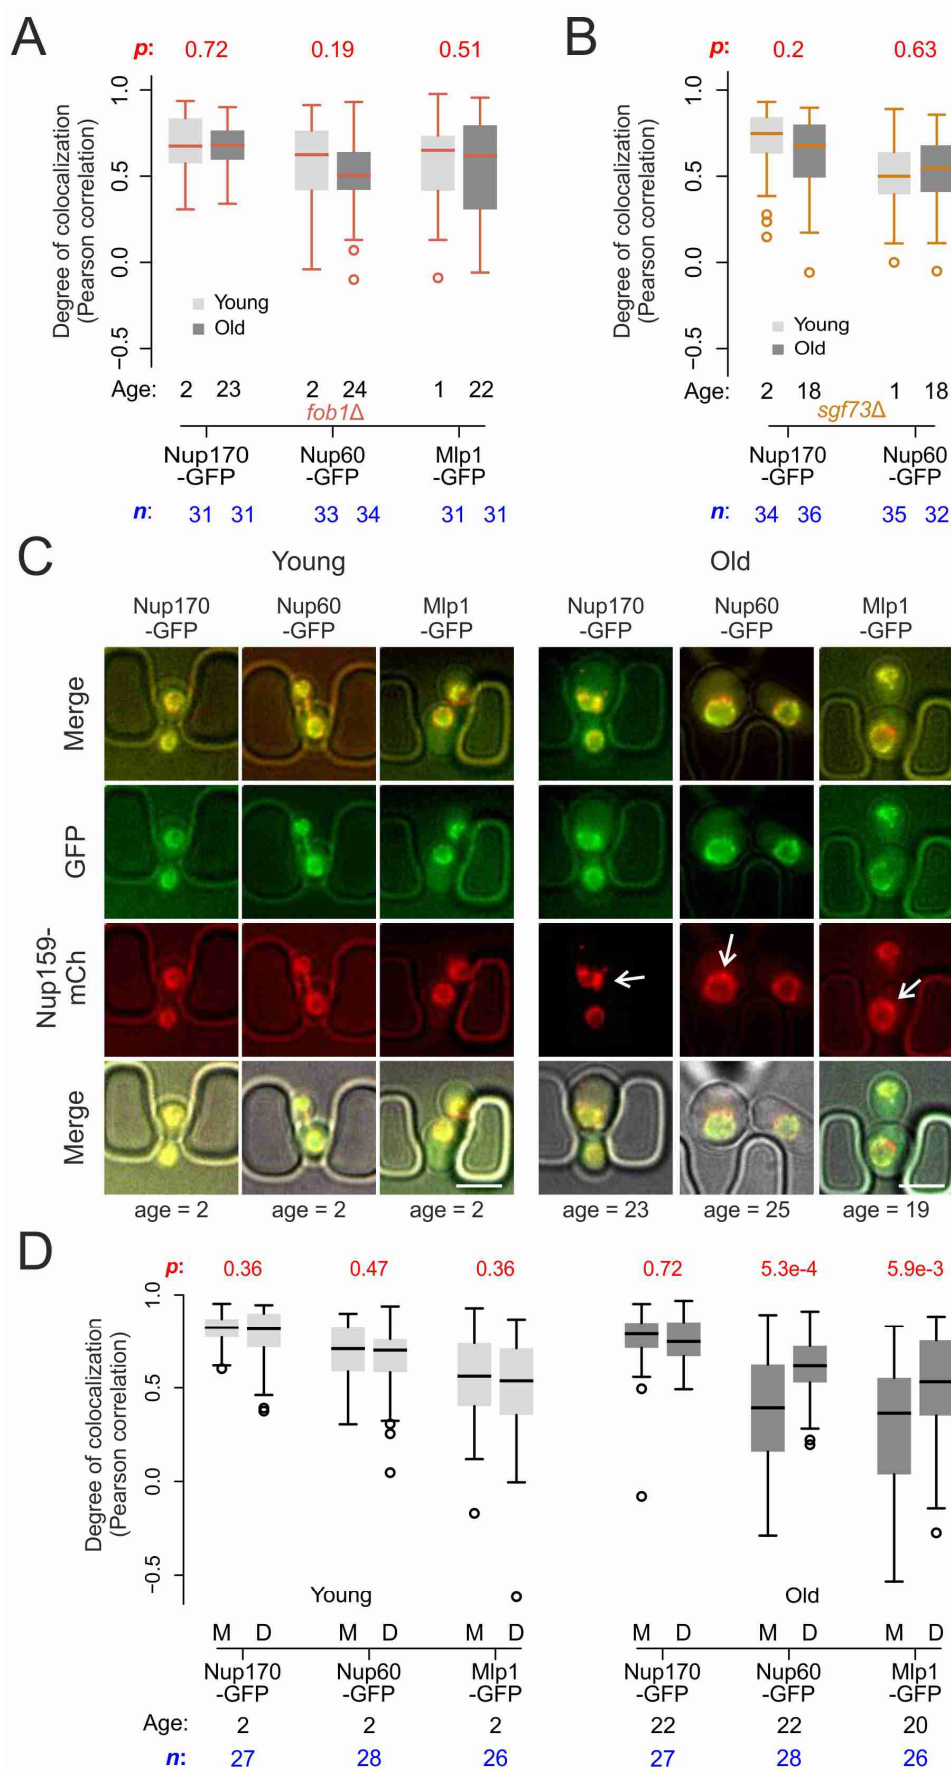 A
p: 0.72 0.19 0.51
Degree of colocalization
(Pearson correlation)
1.0
0.5
0.0
−0.5
Young
Old
Age: 2 23 2 24 1 22
fob1Δ
Nup170 Nup60 Mlp1
-GFP -GFP -GFP
n: 31 31 33 34 31 31
B
p: 0.2 0.63
Degree of colocalization
(Pearson correlation)
1.0
0.5
0.0
−0.5
Young
Old
Age: 2 18 1 18
sgf73Δ
Nup170 Nup60
-GFP -GFP
n: 34 36 35 32
C
Young Old
Nup170 Nup60 Mlp1 Nup170 Nup60 Mlp1
-GFP -GFP -GFP -GFP -GFP -GFP
Merge
GFP
Nup159-
mCh
Merge
age = 2 age = 2 age = 2 age = 23 age = 25 age = 19
D
p: 0.36 0.47 0.36 0.72 5.3e-4 5.9e-3
Degree of colocalization
(Pearson correlation)
1.0
0.5
0.0
−0.5
Young Old
M D M D M D M D M D M D
Nup170 Nup60 Mlp1 Nup170 Nup60 Mlp1
-GFP -GFP -GFP -GFP -GFP -GFP
Age: 2 2 2 22 22 20
n: 27 28 26 27 28 26